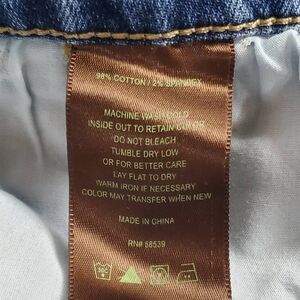 98% COTTON / 2% SPANDEX
MACHINE WASH COLD
INSIDE OUT TO RETAIN COLOR
DO NOT BLEACH
TUMBLE DRY LOW
OR FOR BETTER CARE
LAY FLAT TO DRY
WARM IRON IF NECESSARY
COLOR MAY TRANSFER WHEN NEW
MADE IN CHINA
RN# 56539